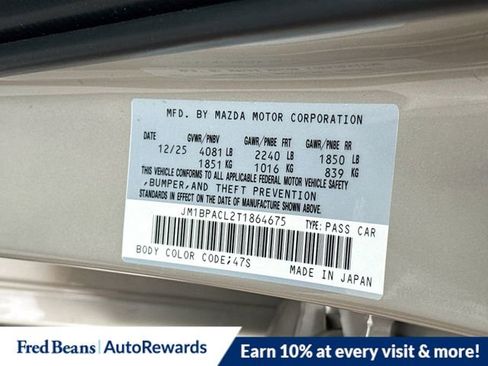 MFD. BY MAZDA MOTOR CORPORATION
DATE GVWR/PNBV GAWR/PNBE FRT GAWR/PNBE RR
12/25 4081 LB 2240 LB 1850 LB
1851 KG 1016 KG 839 KG
THIS VEHICLE CONFORMS TO ALL APPLICABLE FEDERAL MOTOR VEHICLE SAFETY
,BUMPER,AND THEFT PREVENTION
STANDARDS IN EFFECT ON THE DATE OF MANUFACTURE SHOWN ABOVE.
JM1BPACL2T1864675 TYPE: PASS CAR
BODY COLOR CODE;47S MADE IN JAPAN
Fred Beans | AutoRewards
Earn 10% at every visit & more!